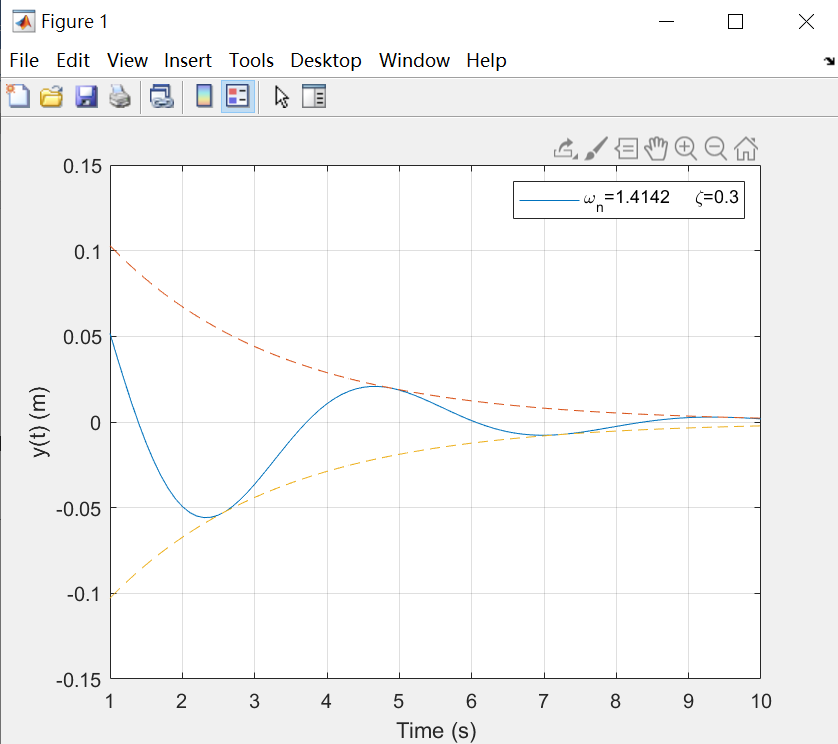 Figure 1
File Edit View Insert Tools Desktop Window Help
ωn=1.4142 ζ=0.3
0.15
0.1
0.05
0
-0.05
-0.1
-0.15
y(t) (m)
1 2 3 4 5 6 7 8 9 10
Time (s)